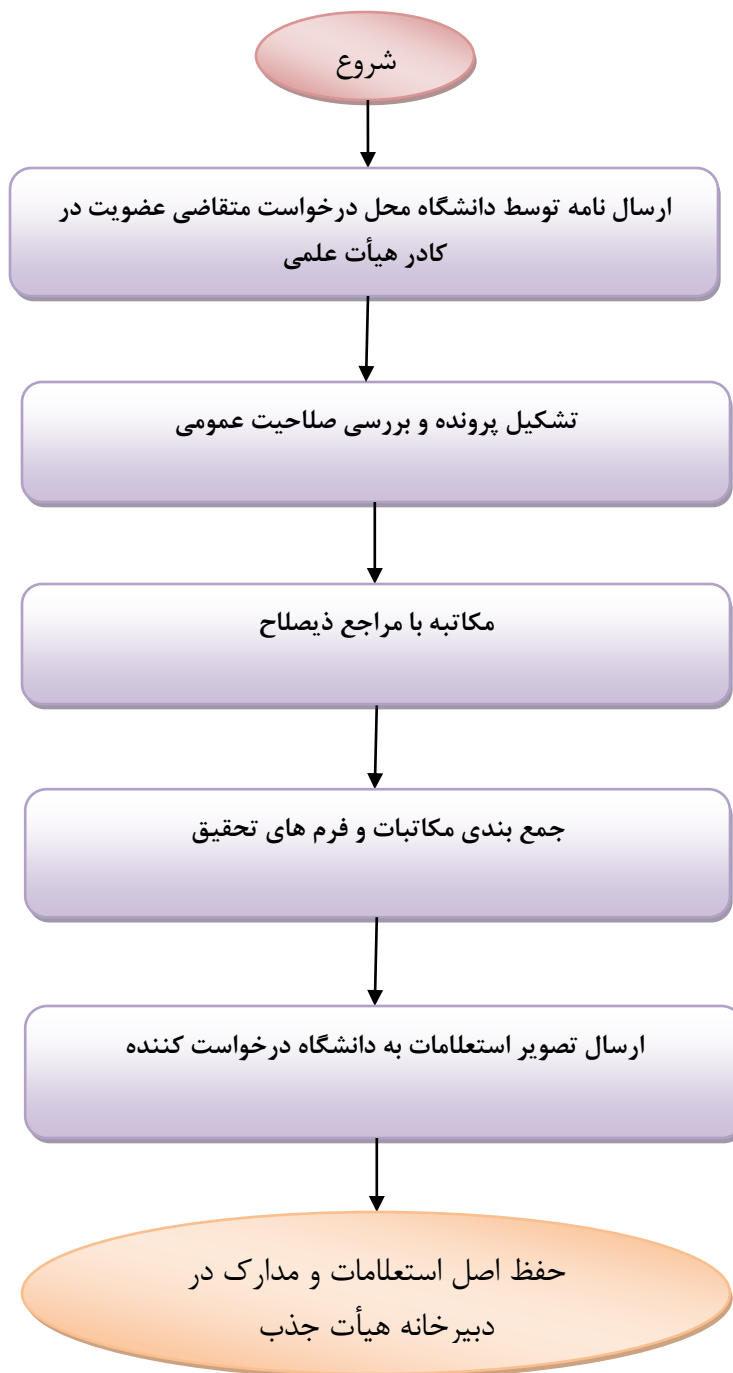 شروع
ارسال نامه توسط دانشگاه محل درخواست متقاضی عضویت در
کادر هیأت علمی
تشکیل پرونده و بررسی صلاحیت عمومی
مکاتبه با مراجع ذیصلاح
جمع بندی مکاتبات و فرم های تحقیق
ارسال تصویر استعلامات به دانشگاه درخواست کننده
حفظ اصل استعلامات و مدارک در
دبیرخانه هیأت جذب